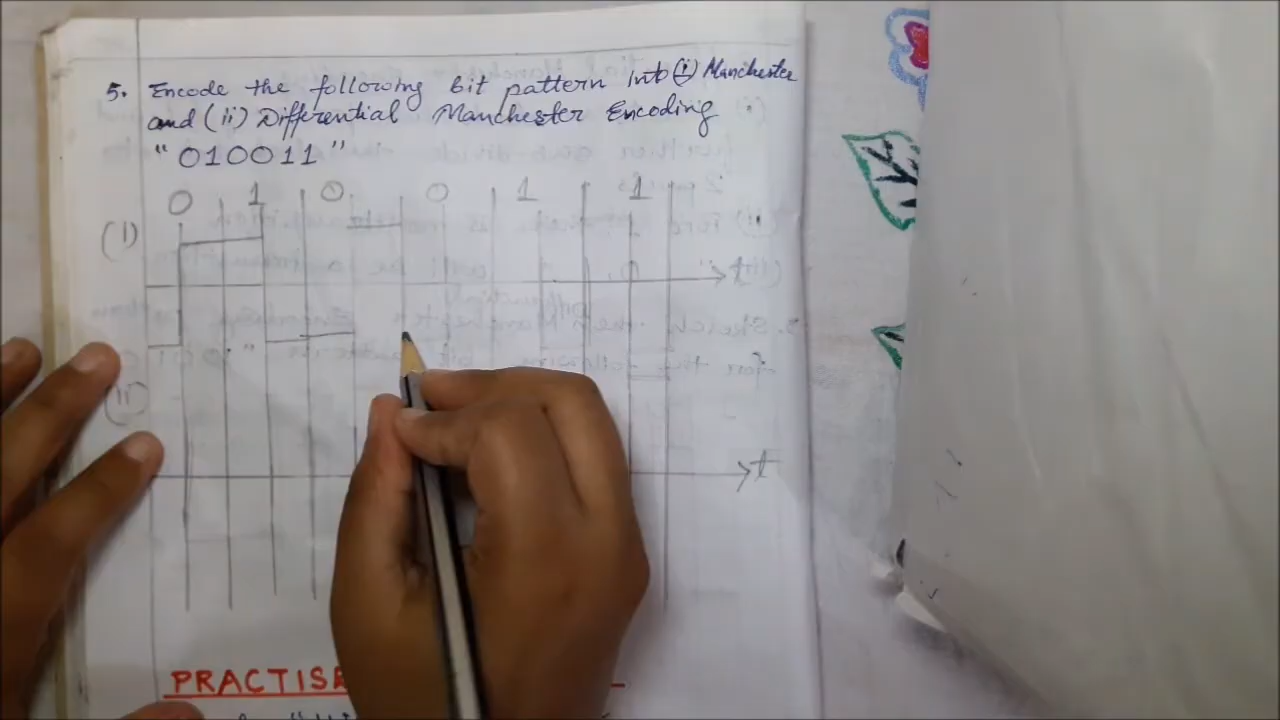 5. Encode the following bit pattern into (i) Manchester
and (ii) Differential Manchester Encoding
"010011"
0 1 0 0 1 1
(i)
t
(ii)
t
PRACTISE